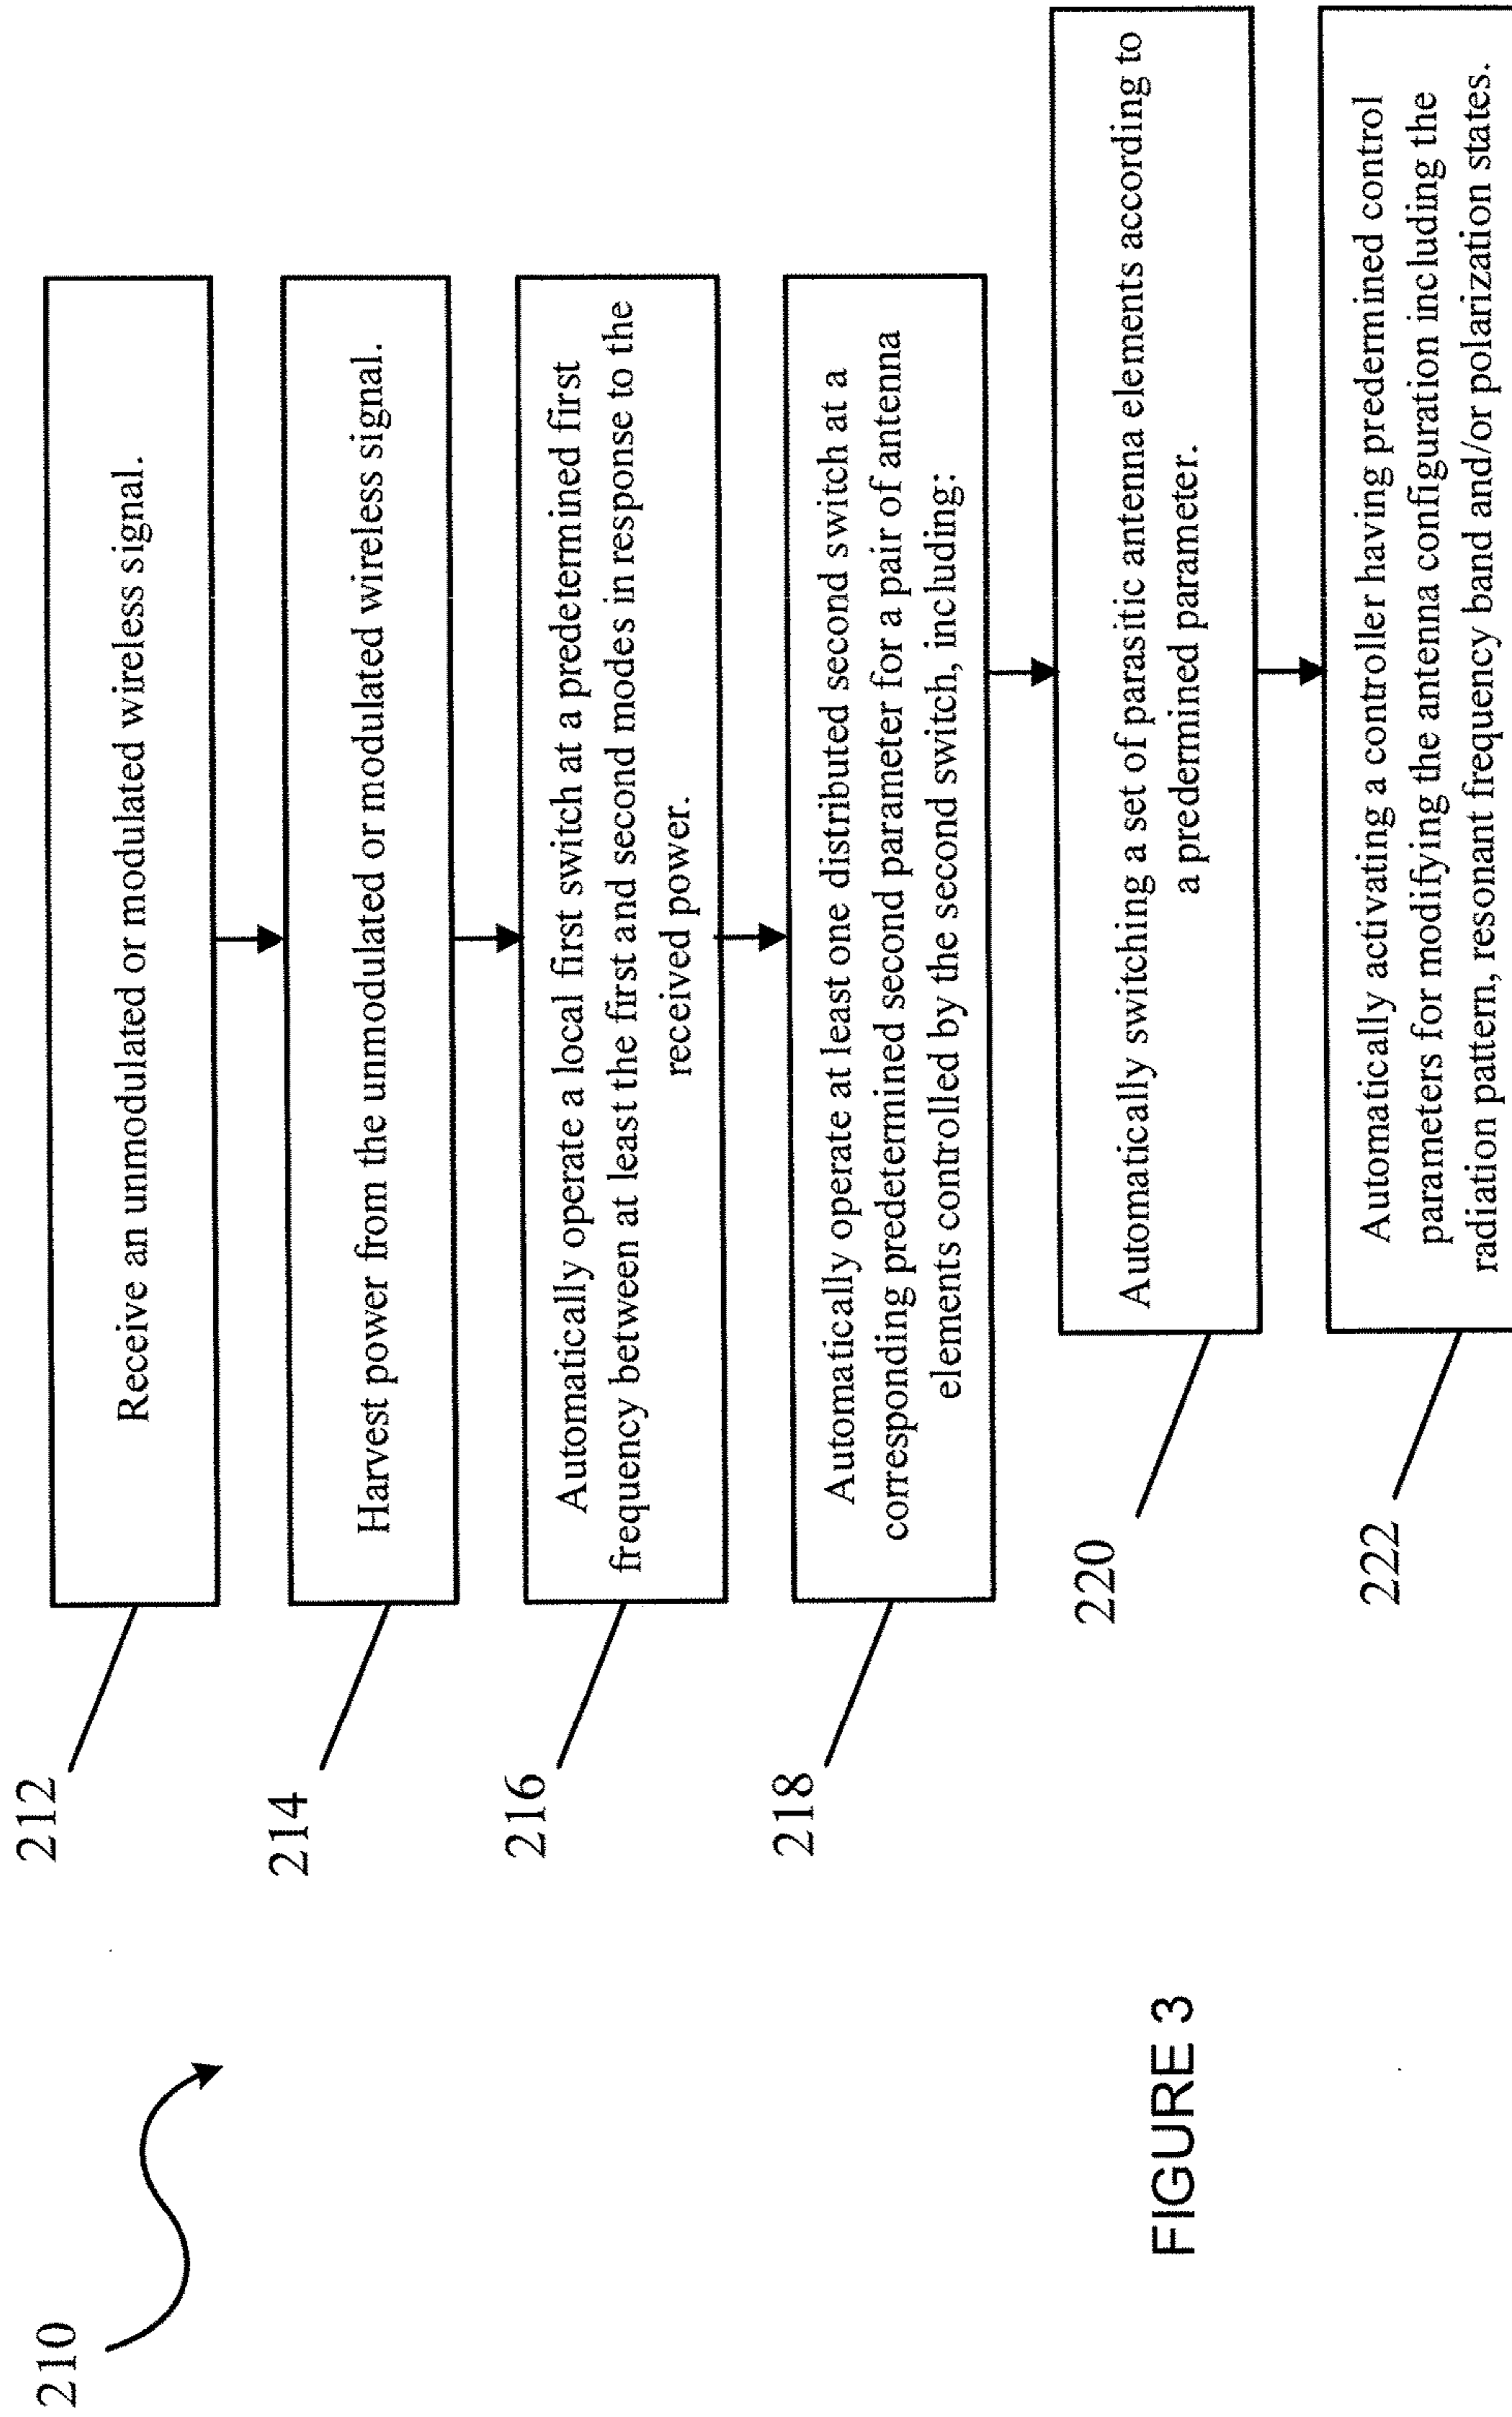 210
212
Receive an unmodulated or modulated wireless signal.
214
Harvest power from the unmodulated or modulated wireless signal.
216
Automatically operate a local first switch at a predetermined first
frequency between at least the first and second modes in response to the
received power.
218
Automatically operate at least one distributed second switch at a
corresponding predetermined second parameter for a pair of antenna
elements controlled by the second switch, including:
220
Automatically switching a set of parasitic antenna elements according to
a predermined parameter.
222
Automatically activating a controller having predermined control
parameters for modifying the antenna configuration including the
radiation pattern, resonant frequency band and/or polarization states.
FIGURE 3